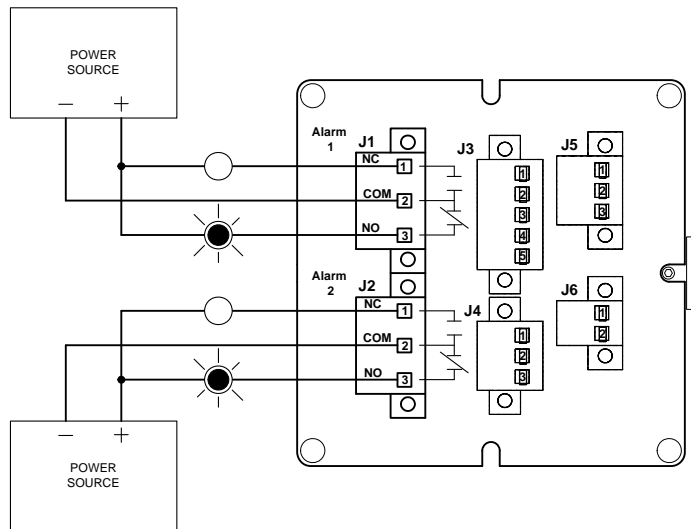 POWER
SOURCE
− +
Alarm
1
J1
NC
1
COM
2
NO
3
J3
1
2
3
4
5
J5
1
2
3
Alarm
2
J2
NC
1
COM
2
NO
3
J4
1
2
3
J6
1
2
− +
POWER
SOURCE